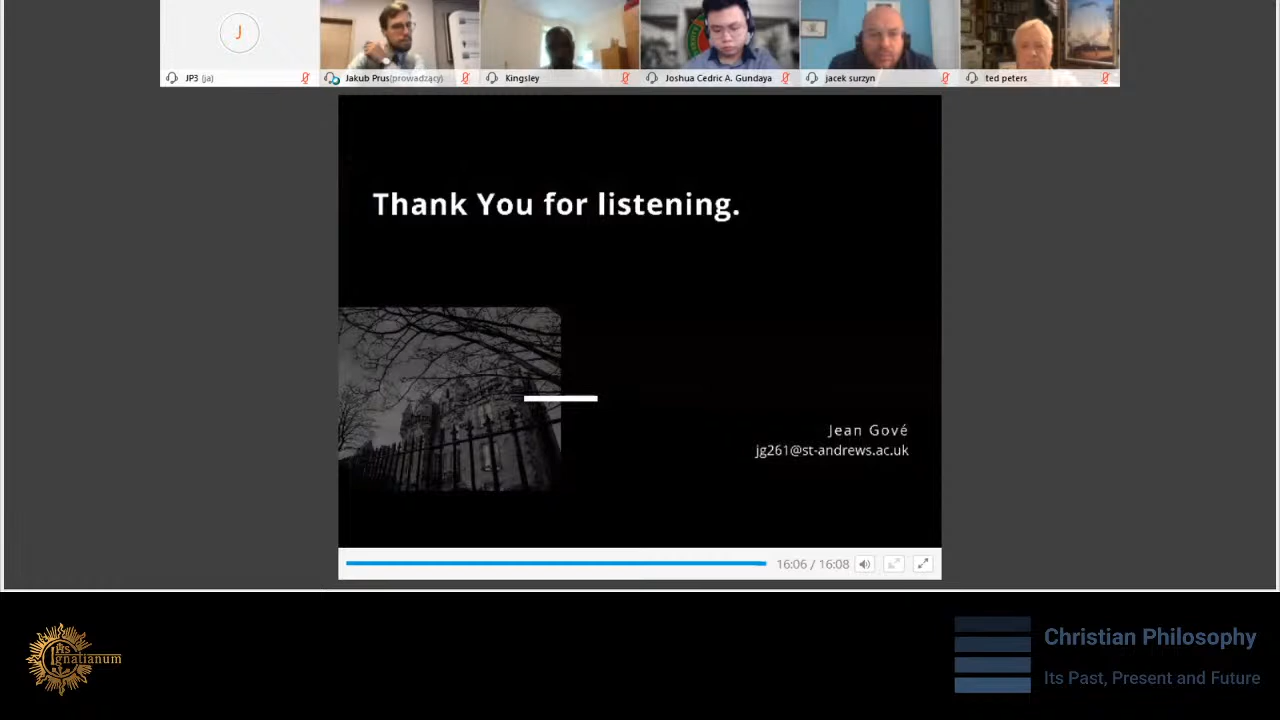 J
JP3 (ja)
Jakub Prus(prowadzący)
Kingsley
Joshua Cedric A. Gundaya
jacek surzyn
ted peters
Thank You for listening.
Jean Gové
jg261@st-andrews.ac.uk
16:06 / 16:08
Ignatianum
Christian Philosophy
Its Past, Present and Future